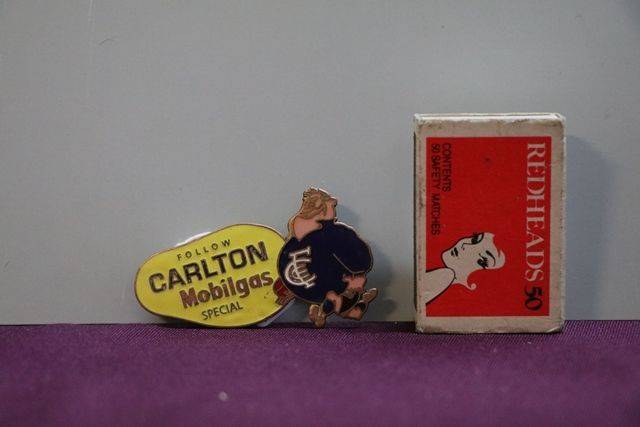 FOLLOW
CARLTON
Mobilgas
SPECIAL
CFC
REDHEADS 50
CONTENTS
50 SAFETY MATCHES